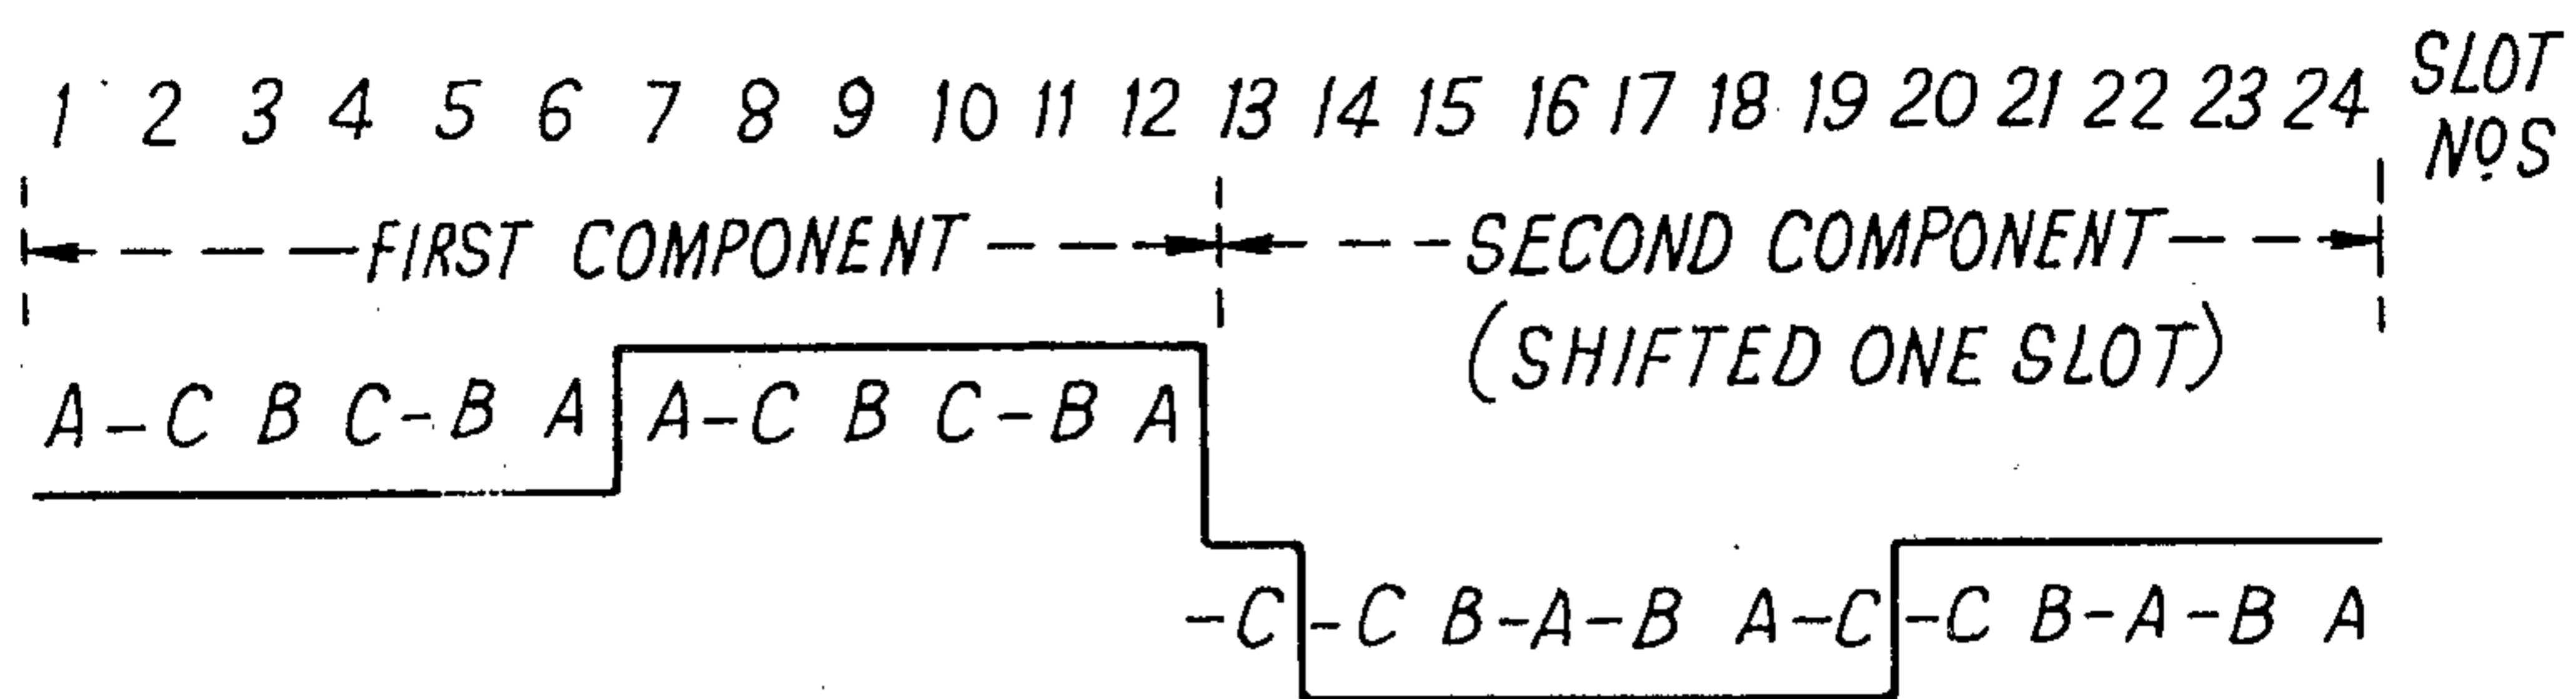 1 2 3 4 5 6 7 8 9 10 11 12 13 14 15 16 17 18 19 20 21 22 23 24 SLOT NOS
FIRST COMPONENT SECOND COMPONENT
(SHIFTED ONE SLOT)
A-C B C-B A A-C B C-B A
-C -C B-A-B A-C -C B-A-B A